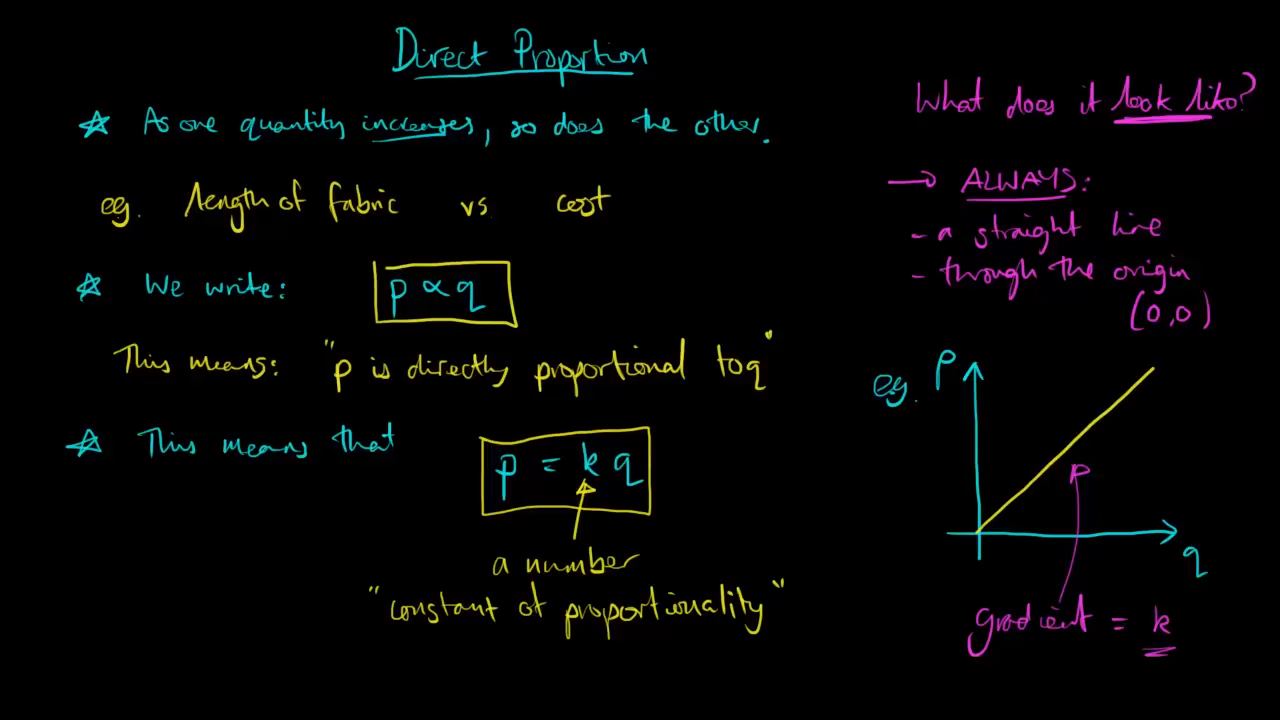 Direct Proportion
☆ As one quantity increases, so does the other.
eg. length of fabric vs cost
☆ We write: p ∝ q
This means: "p is directly proportional to q"
☆ This means that p = k q
a number
"constant of proportionality"
What does it look like?
→ ALWAYS:
- a straight line
- through the origin
(0,0)
eg. p
q
gradient = k